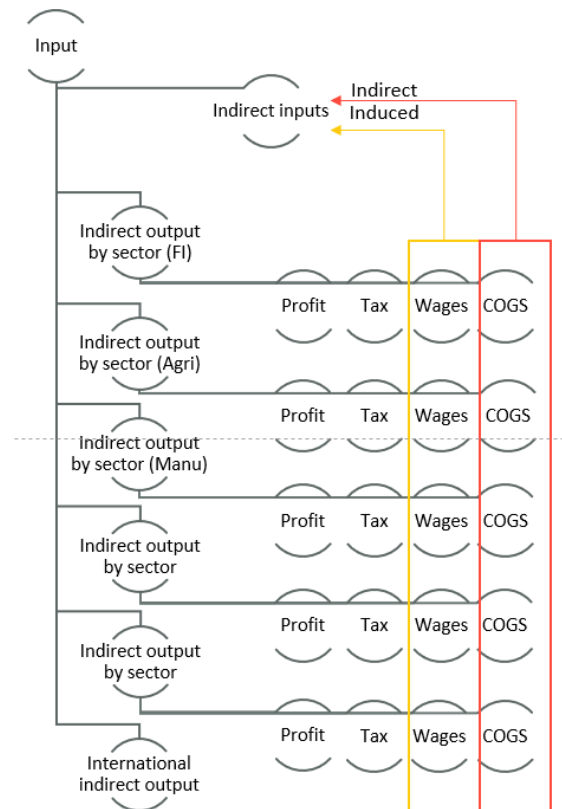 Input
Indirect
Indirect inputs
Induced
Indirect output
by sector (FI)
Profit Tax Wages COGS
Indirect output
by sector (Agri)
Profit Tax Wages COGS
Indirect output
by sector (Manu)
Profit Tax Wages COGS
Indirect output
by sector
Profit Tax Wages COGS
Indirect output
by sector
Profit Tax Wages COGS
International
indirect output